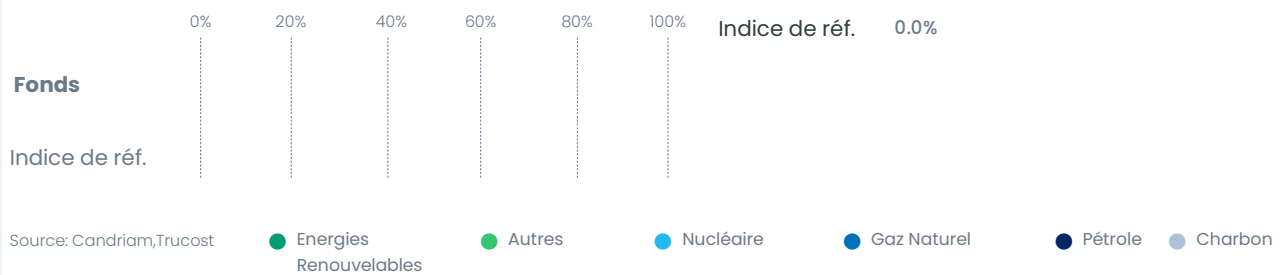 0% 20% 40% 60% 80% 100% Indice de réf. 0.0%
Fonds
Indice de réf.
Source: Candriam,Trucost Energies Autres Nucléaire Gaz Naturel Pétrole Charbon
Renouvelables